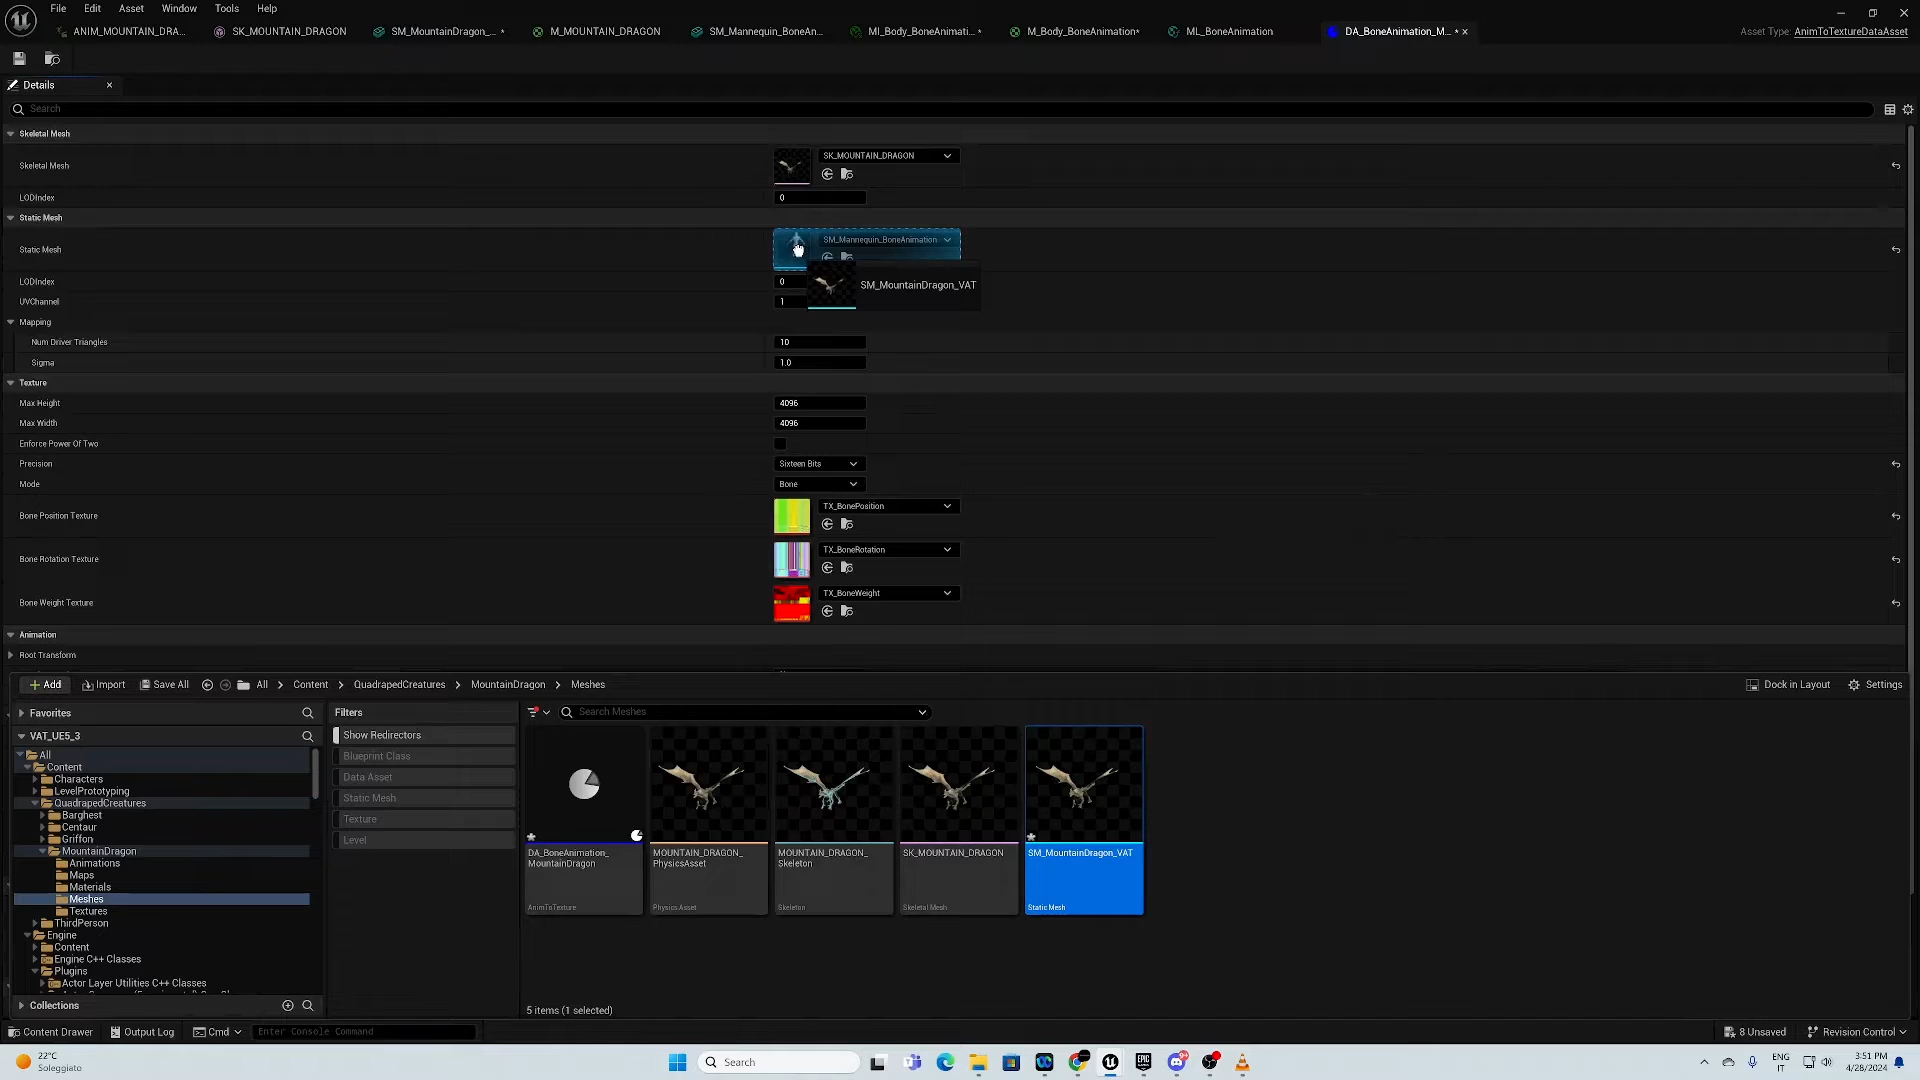 File Edit Asset Window Tools Help
ANIM_MOUNTAIN_DRA... SK_MOUNTAIN_DRAGON SM_MountainDragon_... * M_MOUNTAIN_DRAGON SM_Mannequin_BoneAn... MI_Body_BoneAnimati... * M_Body_BoneAnimation* ML_BoneAnimation DA_BoneAnimation_M... * Asset Type: AnimToTextureDataAsset
Details
Search
Skeletal Mesh
Skeletal Mesh SK_MOUNTAIN_DRAGON
LODIndex 0
Static Mesh
Static Mesh SM_Mannequin_BoneAnimation
LODIndex 0
SM_MountainDragon_VAT
UVChannel 1
Mapping
Num Driver Triangles 10
Sigma 1.0
Texture
Max Height 4096
Max Width 4096
Enforce Power Of Two
Precision Sixteen Bits
Mode Bone
Bone Position Texture TX_BonePosition
Bone Rotation Texture TX_BoneRotation
Bone Weight Texture TX_BoneWeight
Animation
Root Transform
Add Import Save All All > Content > QuadrapedCreatures > MountainDragon > Meshes Dock in Layout Settings
Favorites
VAT_UE5_3
All
Content
Characters
LevelPrototyping
QuadrapedCreatures
Barghest
Centaur
Griffon
MountainDragon
Animations
Maps
Materials
Meshes
Textures
ThirdPerson
Engine
Content
Engine C++ Classes
Plugins
Actor Layer Utilities C++ Classes
Collections
Filters
Show Redirectors
Blueprint Class
Data Asset
Static Mesh
Texture
Level
Search Meshes
DA_BoneAnimation_
MountainDragon
AnimToTexture
MOUNTAIN_DRAGON_
PhysicsAsset
Physics Asset
MOUNTAIN_DRAGON_
Skeleton
Skeleton
SK_MOUNTAIN_DRAGON
Skeletal Mesh
SM_MountainDragon_VAT
Static Mesh
5 items (1 selected)
Content Drawer Output Log Cmd Enter Console Command 8 Unsaved Revision Control
22°C
Soleggiato
Search
ENG
IT
3:51 PM
4/28/2024